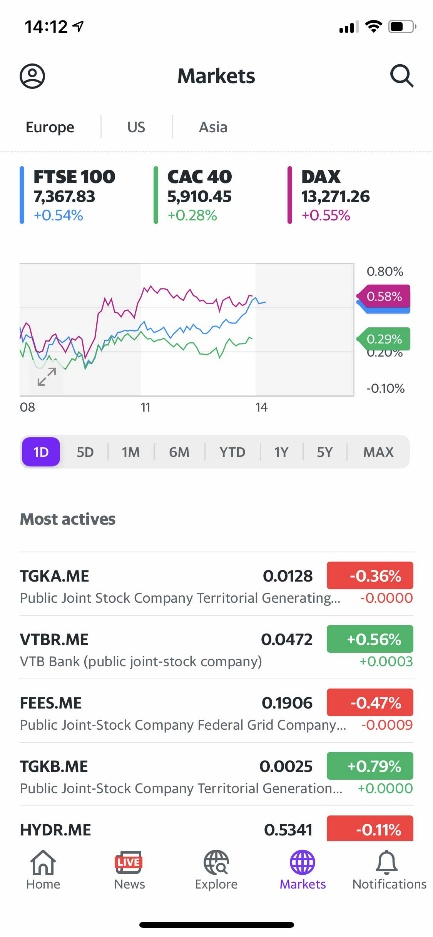 14:12
Markets
Europe US Asia
FTSE 100 CAC 40 DAX
7,367.83 5,910.45 13,271.26
+0.54% +0.28% +0.55%
0.80%
0.58%
0.29%
0.20%
-0.10%
08 11 14
1D 5D 1M 6M YTD 1Y 5Y MAX
Most actives
TGKA.ME 0.0128 -0.36%
Public Joint Stock Company Territorial Generating... -0.0000
VTBR.ME 0.0472 +0.56%
VTB Bank (public joint-stock company) +0.0003
FEES.ME 0.1906 -0.47%
Public Joint-Stock Company Federal Grid Company... -0.0009
TGKB.ME 0.0025 +0.79%
Public Joint-Stock Company Territorial Generation... +0.0000
HYDR.ME 0.5341 -0.11%
LIVE
Home News Explore Markets Notifications